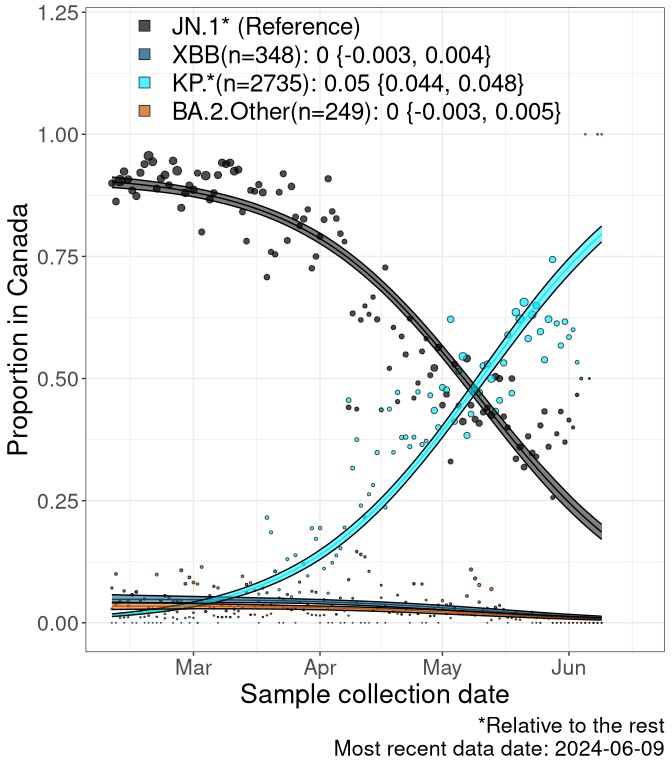 1.25
JN.1* (Reference)
XBB(n=348): 0 {-0.003, 0.004}
KP.*(n=2735): 0.05 {0.044, 0.048}
BA.2.Other(n=249): 0 {-0.003, 0.005}
1.00
0.75
Proportion in Canada
0.50
0.25
0.00
Mar Apr May Jun
Sample collection date
*Relative to the rest
Most recent data date: 2024-06-09